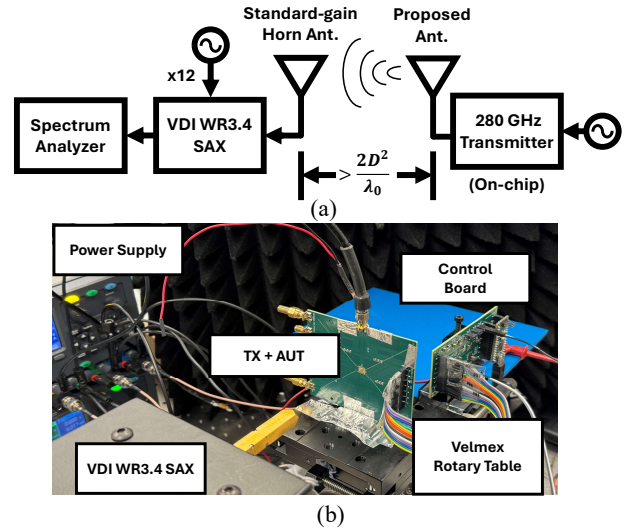 (a)
Standard-gain
Horn Ant.
Proposed
Ant.
x12
Spectrum
Analyzer
VDI WR3.4
SAX
280 GHz
Transmitter
(On-chip)
> 2D²/λ₀
(a)
Power Supply
Control
Board
TX + AUT
VDI WR3.4 SAX
Velmex
Rotary Table
(b)